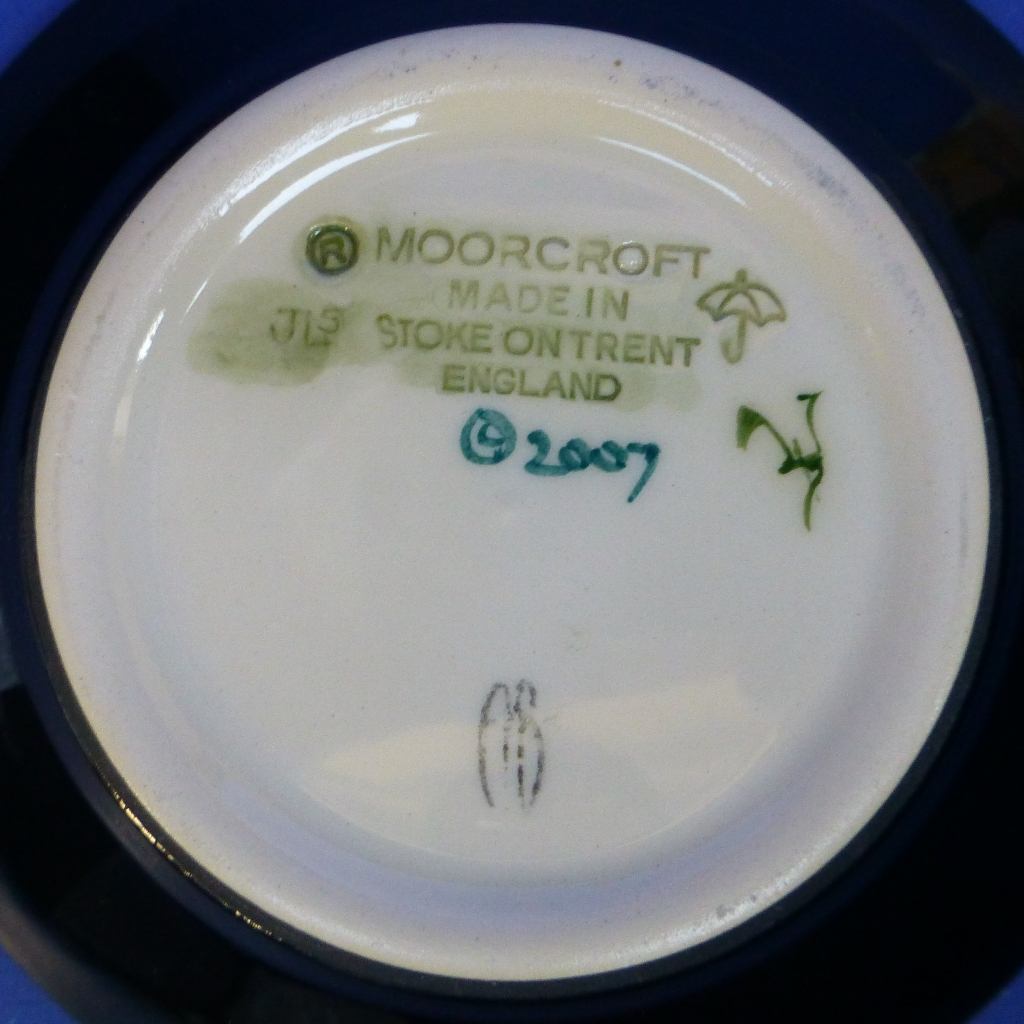 ® MOORCROFT
MADE IN
JLS STOKE ON TRENT
ENGLAND
© 2007